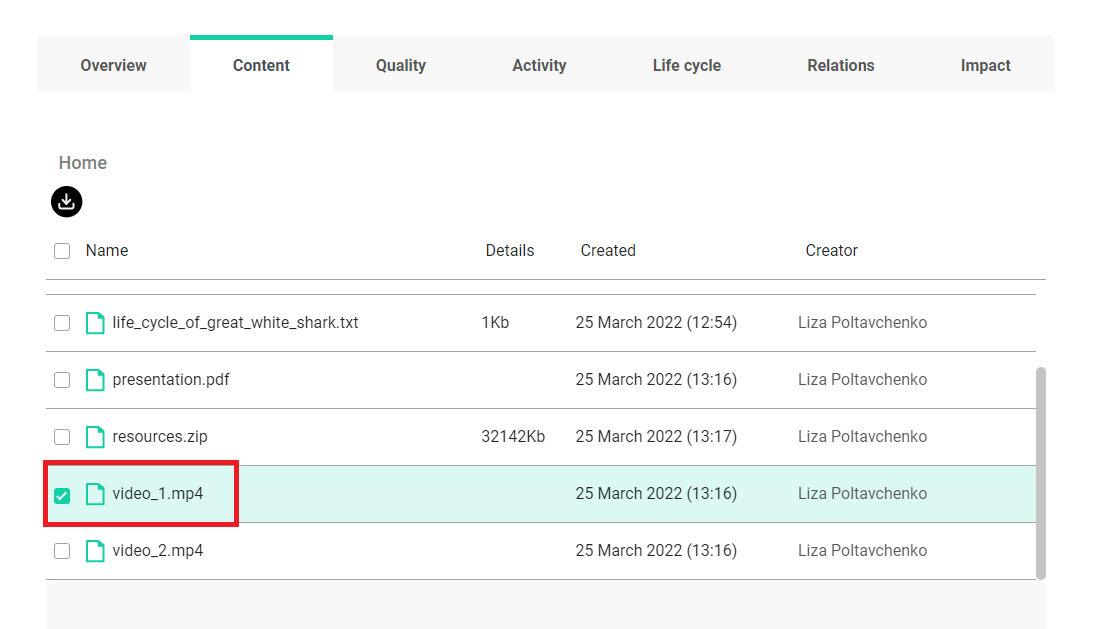 Overview Content Quality Activity Life cycle Relations Impact
Home
Name Details Created Creator
life_cycle_of_great_white_shark.txt 1Kb 25 March 2022 (12:54) Liza Poltavchenko
presentation.pdf 25 March 2022 (13:16) Liza Poltavchenko
resources.zip 32142Kb 25 March 2022 (13:17) Liza Poltavchenko
video_1.mp4 25 March 2022 (13:16) Liza Poltavchenko
video_2.mp4 25 March 2022 (13:16) Liza Poltavchenko